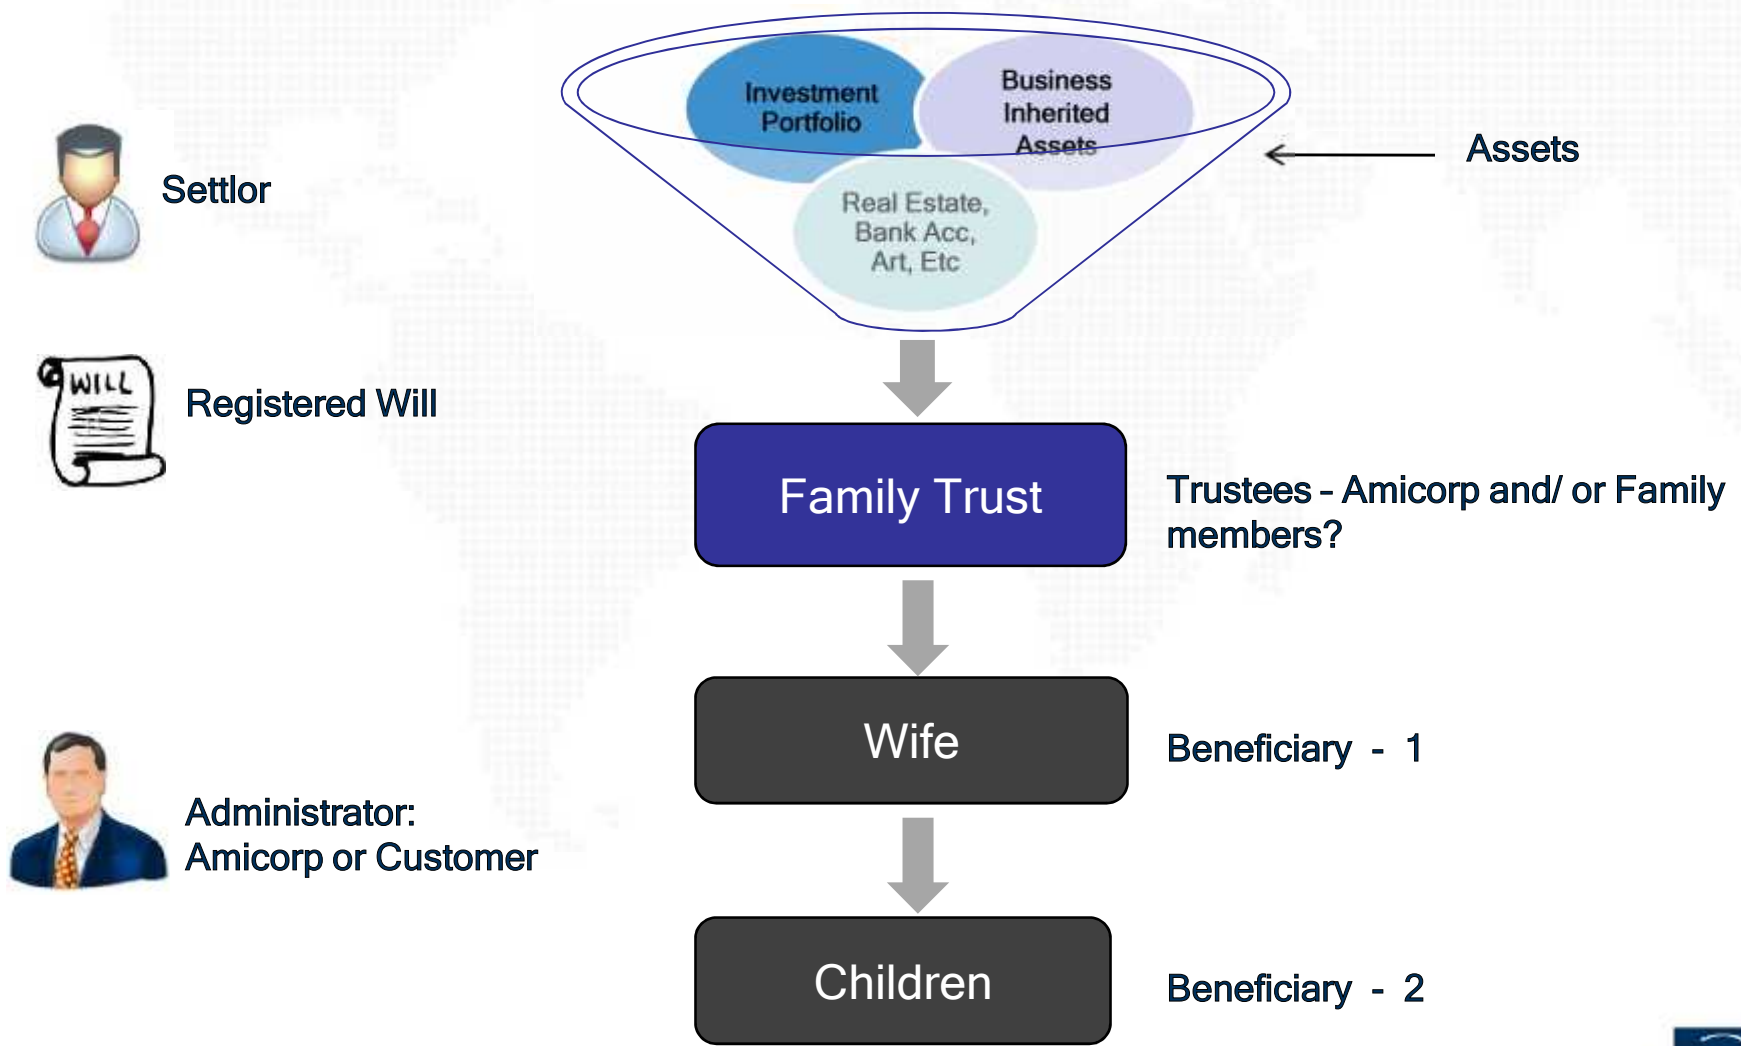 Investment
Portfolio
Business
Inherited
Assets
Real Estate,
Bank Acc,
Art, Etc
Assets
Settlor
WILL
Registered Will
Family Trust
Trustees – Amicorp and/ or Family
members?
Wife
Beneficiary - 1
Administrator:
Amicorp or Customer
Children
Beneficiary - 2